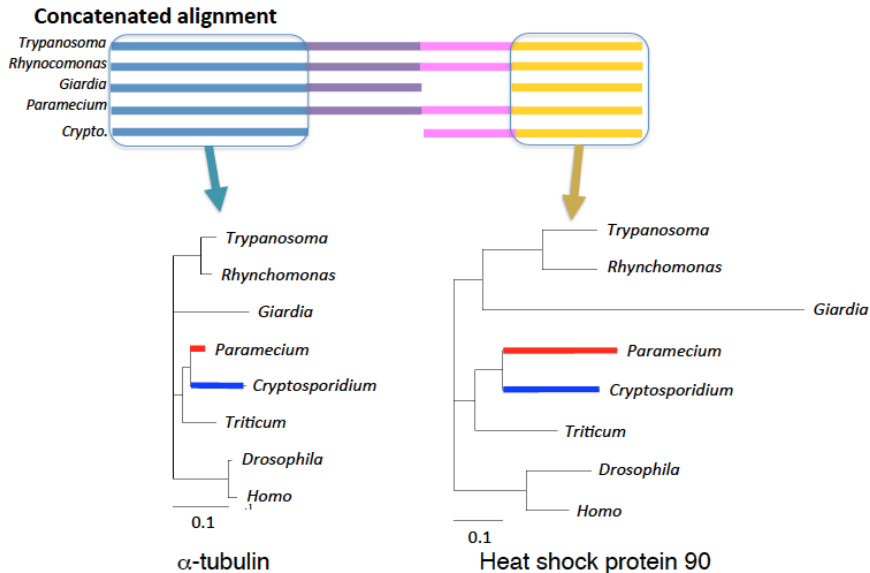 Concatenated alignment
Trypanosoma
Rhynocomonas
Giardia
Paramecium
Crypto.
Trypanosoma
Rhynchomonas
Giardia
Paramecium
Cryptosporidium
Triticum
Drosophila
Homo
.1
0.1
α-tubulin
Trypanosoma
Rhynchomonas
Giardia
Paramecium
Cryptosporidium
Triticum
Drosophila
Homo
0.1
Heat shock protein 90